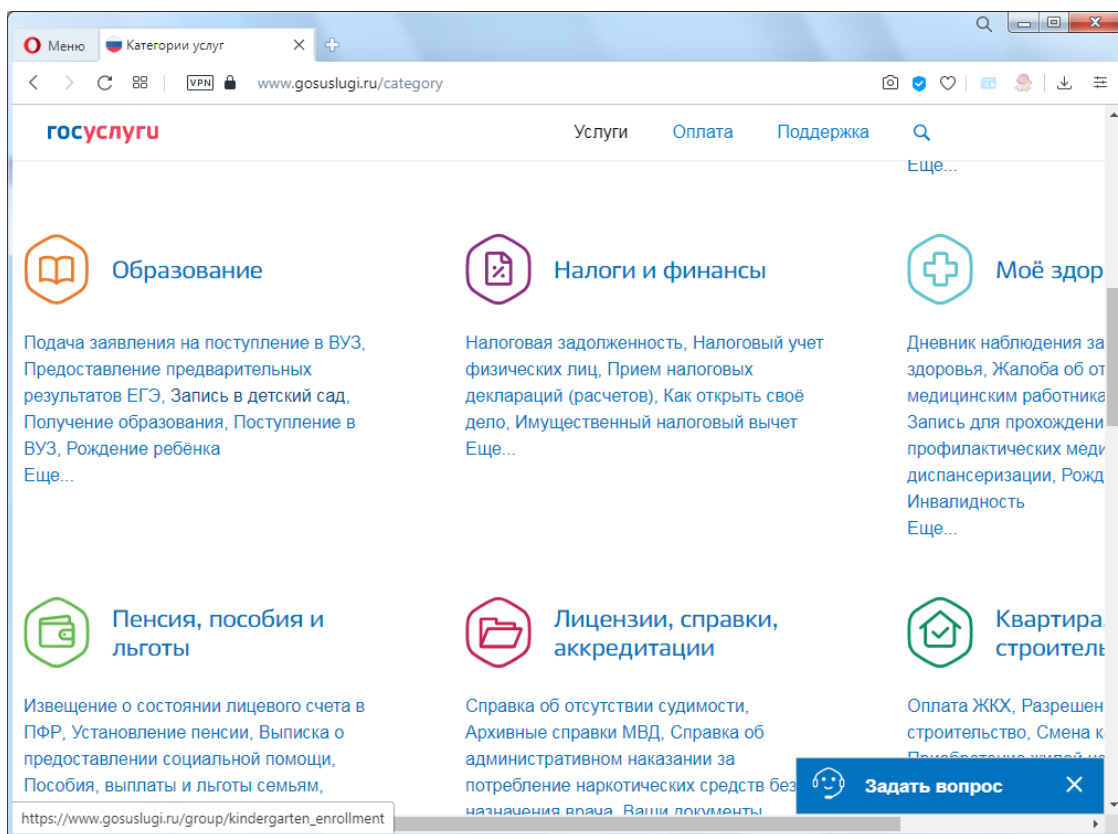 Меню
Категории услуг
VPN
www.gosuslugi.ru/category
госуслуги
Услуги
Оплата
Поддержка
Еще...
Образование
Подача заявления на поступление в ВУЗ,
Предоставление предварительных
результатов ЕГЭ, Запись в детский сад,
Получение образования, Поступление в
ВУЗ, Рождение ребёнка
Еще...
Налоги и финансы
Налоговая задолженность, Налоговый учет
физических лиц, Прием налоговых
деклараций (расчетов), Как открыть своё
дело, Имущественный налоговый вычет
Еще...
Моё здор
Дневник наблюдения за
здоровья, Жалоба об от
медицинским работника
Запись для прохождени
профилактических меди
диспансеризации, Рожд
Инвалидность
Еще...
Пенсия, пособия и
льготы
Извещение о состоянии лицевого счета в
ПФР, Установление пенсии, Выписка о
предоставлении социальной помощи,
Пособия, выплаты и льготы семьям,
Лицензии, справки,
аккредитации
Справка об отсутствии судимости,
Архивные справки МВД, Справка об
административном наказании за
потребление наркотических средств без
назначения врача, Ваши документы
Квартира,
строитель
Оплата ЖКХ, Разрешен
строительство, Смена к
Задать вопрос
https://www.gosuslugi.ru/group/kindergarten_enrollment